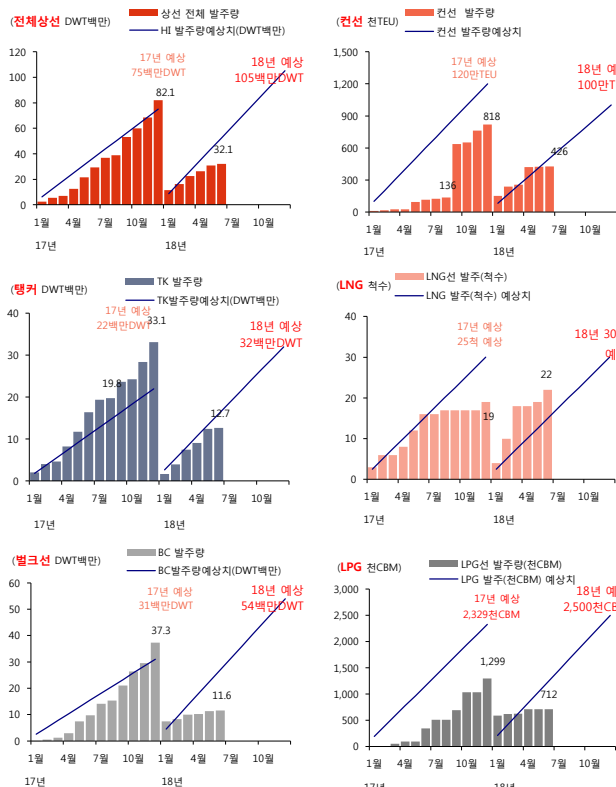 (전체상선 DWT백만)
상선 전체 발주량
HI 발주량예상치(DWT백만)
17년 예상
75백만DWT
18년 예상
105백만DWT
120
100
80
60
40
20
0
82.1
32.1
1월 4월 7월 10월 1월 4월 7월 10월
17년 18년
(컨선 천TEU)
컨선 발주량
컨선 발주량예상치
17년 예상
120만TEU
18년 예
100만T
1,500
1,200
900
600
300
0
136
818
426
1월 4월 7월 10월 1월 4월 7월 10월
17년 18년
(탱커 DWT백만)
TK 발주량
TK발주량예상치(DWT백만)
17년 예상
22백만DWT
18년 예상
32백만DWT
40
30
20
10
0
19.8
33.1
12.7
1월 4월 7월 10월 1월 4월 7월 10월
17년 18년
(LNG 척수)
LNG선 발주(척수)
LNG 발주(척수) 예상치
17년 예상
25척 예상
18년 30
예
40
30
20
10
0
19
22
1월 4월 7월 10월 1월 4월 7월 10월
17년 18년
(벌크선 DWT백만)
BC 발주량
BC발주량예상치(DWT백만)
17년 예상
31백만DWT
18년 예상
54백만DWT
60
50
40
30
20
10
0
37.3
11.6
1월 4월 7월 10월 1월 4월 7월 10월
17년 18년
(LPG 천CBM)
LPG선 발주량(천CBM)
LPG 발주(천CBM) 예상치
17년 예상
2,329천CBM
18년 예
2,500천CB
3,000
2,500
2,000
1,500
1,000
500
0
1,299
712
1월 4월 7월 10월 1월 4월 7월 10월
17년 18년